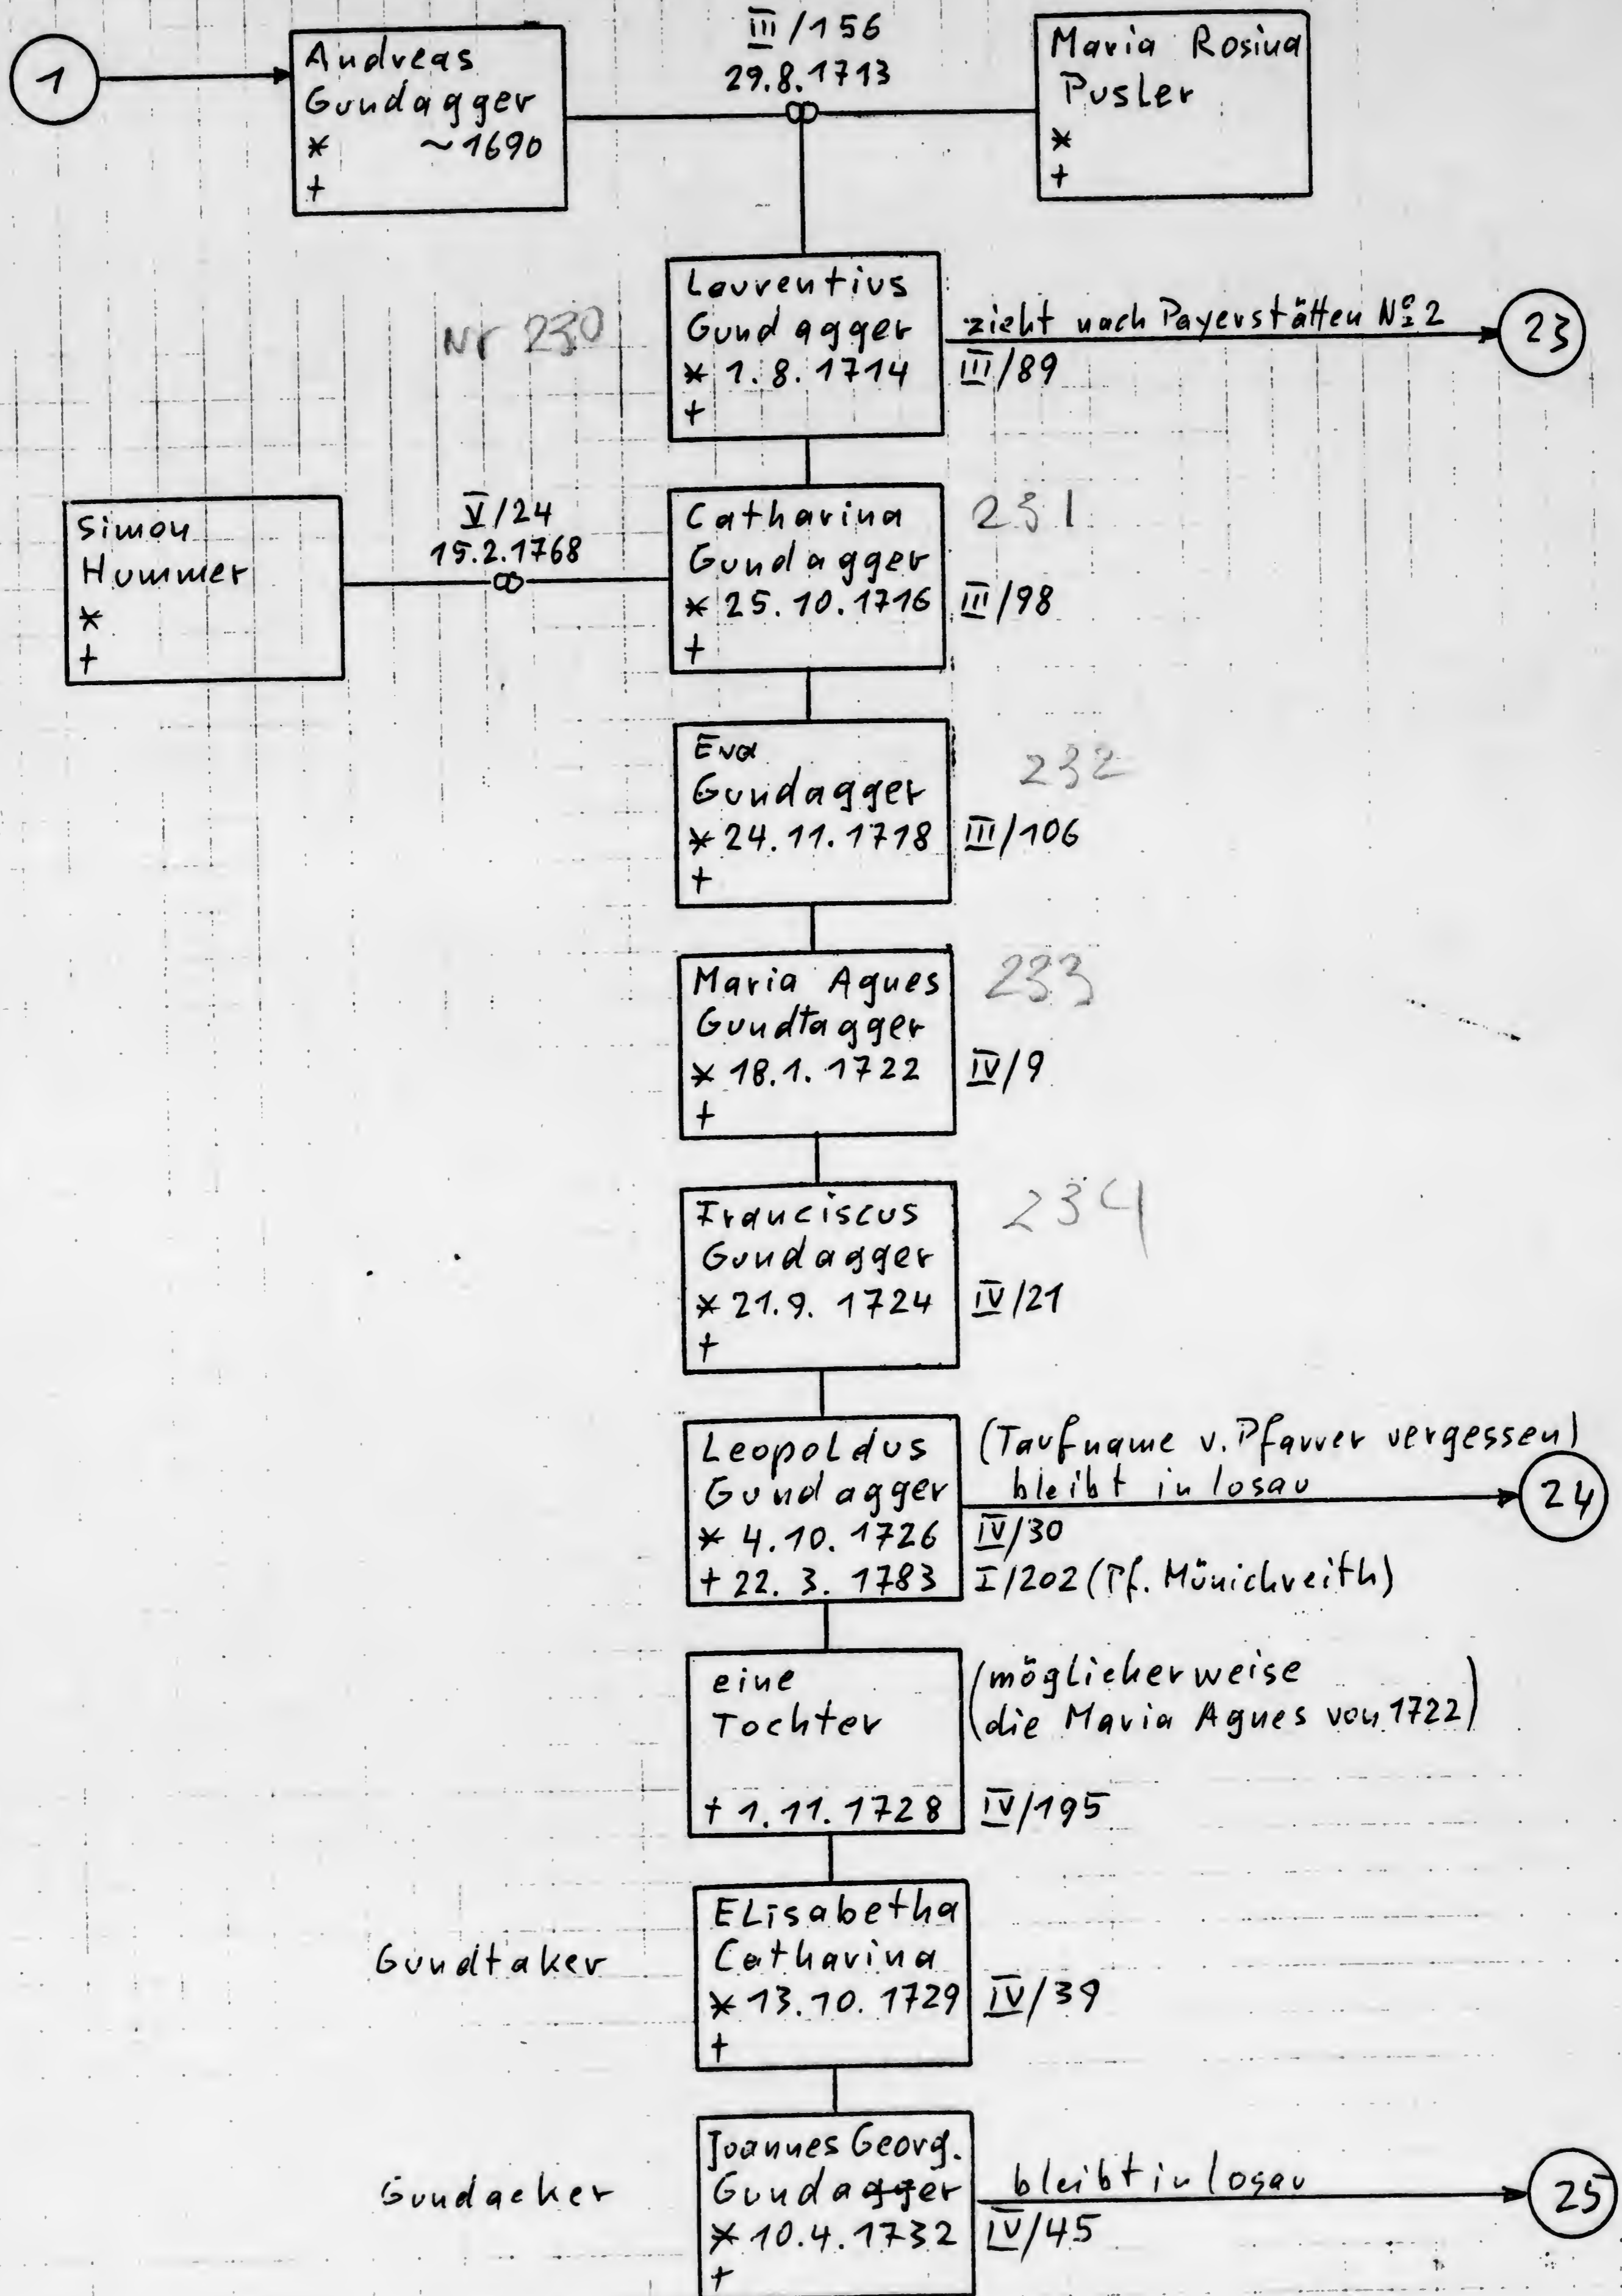 1
Andreas
Gundagger
* ~1690
+
III/156
29.8.1713
Maria Rosina
Pusler
*
+
Nr 230
Laurentius
Gundagger
* 1.8.1714
+
zieht nach Payerstätten No 2
III/89
23
Simon
Hummer
*
+
V/24
15.2.1768
Catharina
Gundagger
* 25.10.1716
+
231
III/98
Eva
Gundagger
* 24.11.1718
+
232
III/106
Maria Agnes
Gundtagger
* 18.1.1722
+
233
IV/9
Franciscus
Gundagger
* 21.9.1724
+
234
IV/21
Leopoldus
Gundagger
* 4.10.1726
+ 22.3.1783
(Taufname v. Pfarrer vergessen)
bleibt in Losau
24
IV/30
I/202 (Pf. Münichreith)
eine
Tochter
+ 1.11.1728
(möglicherweise
die Maria Agnes von 1722)
IV/195
Gundtaker
Elisabetha
Catharina
* 13.10.1729
+
IV/39
Gundacker
Joannes Georg.
Gundagger
* 10.4.1732
+
bleibt in Losau
IV/45
25